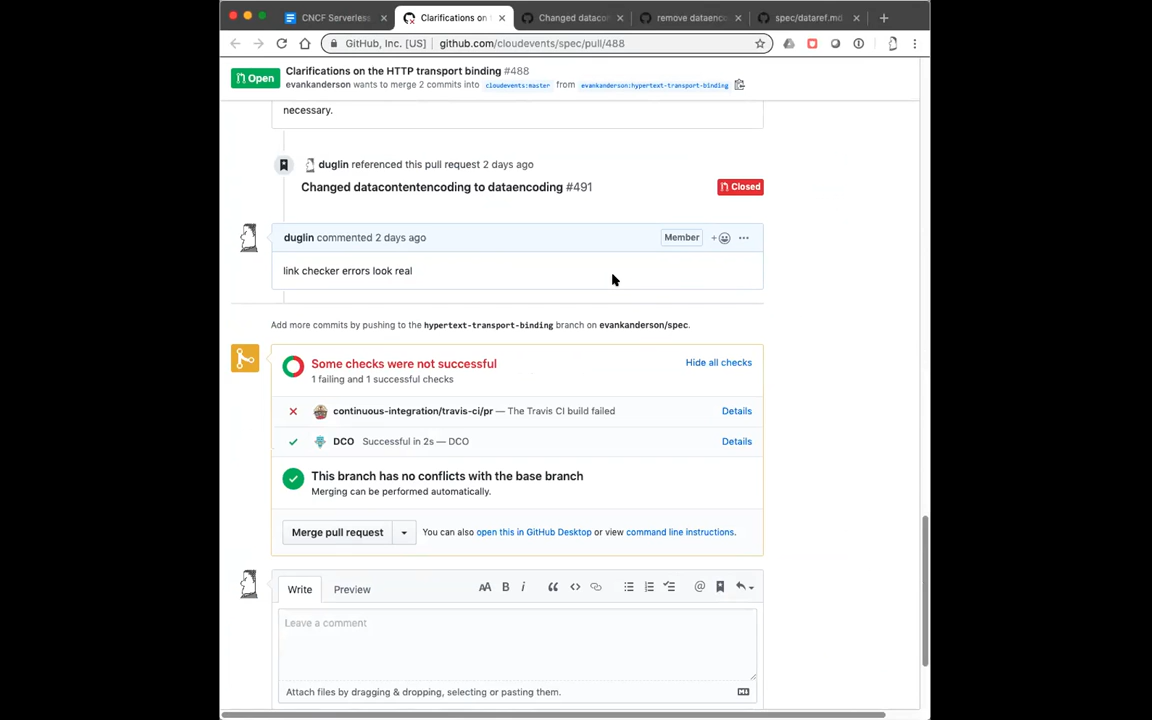 CNCF Serverless
Clarifications on
Changed datacon
remove dataenco
spec/dataref.md
GitHub, Inc. [US] github.com/cloudevents/spec/pull/488
Open
Clarifications on the HTTP transport binding #488
evankanderson wants to merge 2 commits into cloudevents:master from evankanderson:hypertext-transport-binding
necessary.
duglin referenced this pull request 2 days ago
Changed datacontentencoding to dataencoding #491
Closed
duglin commented 2 days ago
Member
link checker errors look real
Add more commits by pushing to the hypertext-transport-binding branch on evankanderson/spec.
Some checks were not successful
Hide all checks
1 failing and 1 successful checks
continuous-integration/travis-ci/pr — The Travis CI build failed
Details
DCO Successful in 2s — DCO
Details
This branch has no conflicts with the base branch
Merging can be performed automatically.
Merge pull request
You can also open this in GitHub Desktop or view command line instructions.
Write
Preview
Leave a comment
Attach files by dragging & dropping, selecting or pasting them.